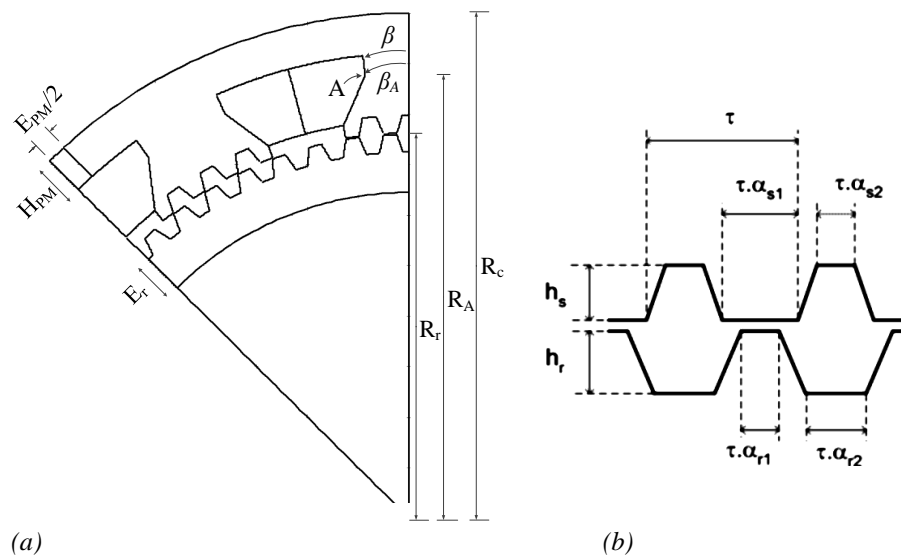 β
A
β_A
E_PM/2
H_PM
E_r
R_r
R_A
R_c
(a)
τ
τ.α_s1
τ.α_s2
h_s
h_r
τ.α_r1
τ.α_r2
(b)